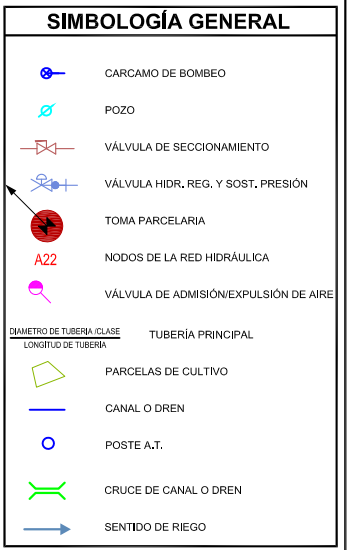 SIMBOLOGÍA GENERAL
CARCAMO DE BOMBEO
POZO
VÁLVULA DE SECCIONAMIENTO
VÁLVULA HIDR. REG. Y SOST. PRESIÓN
TOMA PARCELARIA
A22 NODOS DE LA RED HIDRÁULICA
VÁLVULA DE ADMISIÓN/EXPULSIÓN DE AIRE
DIAMETRO DE TUBERIA /CLASE
LONGITUD DE TUBERIA
TUBERÍA PRINCIPAL
PARCELAS DE CULTIVO
CANAL O DREN
POSTE A.T.
CRUCE DE CANAL O DREN
SENTIDO DE RIEGO